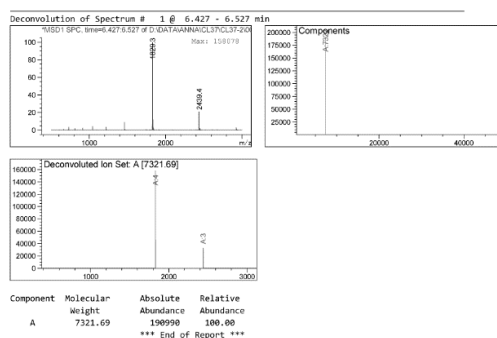 Deconvolution of Spectrum # 1 @ 6.427 - 6.527 min
*MSD1 SPC, time=6.427:6.527 of D:\DATA\ANNA\CL37\CL37-2\0
Max: 158078
100
80
60
40
20
0
1829.3
2439.4
1000
2000
m/z
Components
200000
175000
150000
125000
100000
75000
50000
25000
20000
40000
Deconvoluted Ion Set: A [7321.69]
160000
140000
120000
100000
80000
60000
40000
20000
0
A:4
A:3
1000
2000
3000
Component Molecular Absolute Relative
Weight Abundance Abundance
A 7321.69 190990 100.00
*** End of Report ***